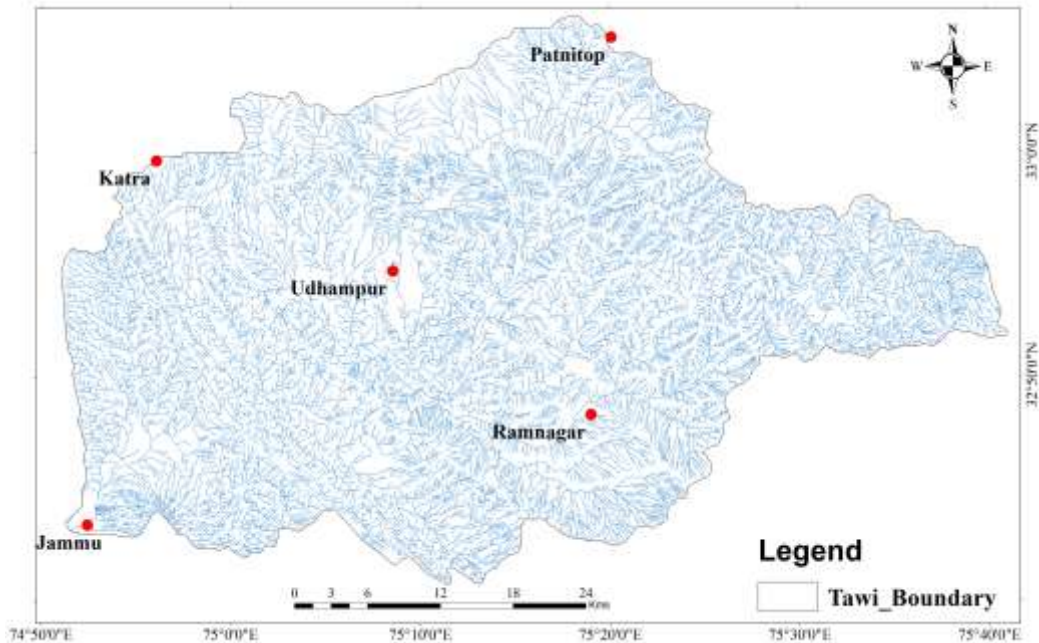 N
Patnitop
W E
S
33°0'0"N
Katra
Udhampur
32°50'0"N
Ramnagar
Jammu
Legend
Tawi_Boundary
0 3 6 12 18 24
Km
74°50'0"E 75°0'0"E 75°10'0"E 75°20'0"E 75°30'0"E 75°40'0"E